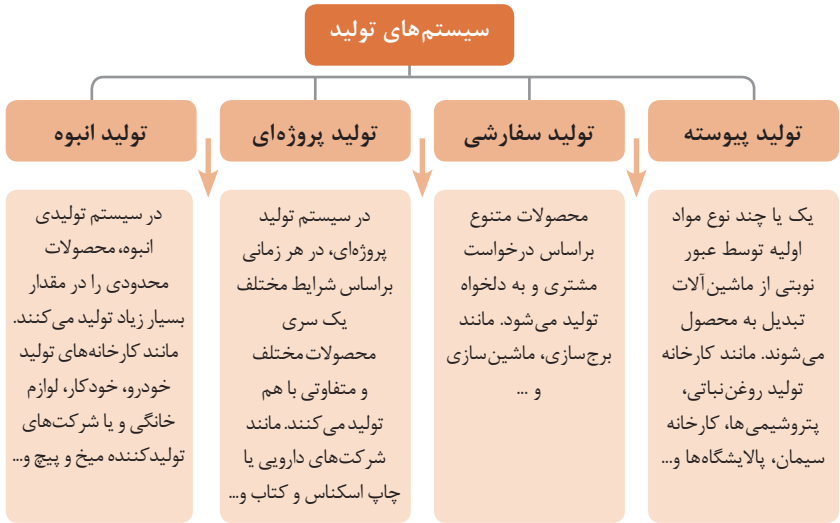 سیستم‌های تولید
تولید پیوسته
یک یا چند نوع مواد
اولیه توسط عبور
نوبتی از ماشین‌آلات
تبدیل به محصول
می‌شوند. مانند کارخانه
تولید روغن‌نباتی،
پتروشیمی‌ها، کارخانه
سیمان، پالایشگاه‌ها و...
تولید سفارشی
محصولات متنوع
براساس درخواست
مشتری و به دلخواه
تولید می‌شود. مانند
برج‌سازی، ماشین‌سازی
و ...
تولید پروژه‌ای
در سیستم تولید
پروژه‌ای، در هر زمانی
براساس شرایط مختلف
یک سری
محصولات مختلف
و متفاوتی با هم
تولید می‌کنند. مانند
شرکت‌های دارویی یا
چاپ اسکناس و کتاب و...
تولید انبوه
در سیستم تولیدی
انبوه، محصولات
محدودی را در مقدار
بسیار زیاد تولید می‌کنند.
مانند کارخانه‌های تولید
خودرو، خودکار، لوازم
خانگی و یا شرکت‌های
تولیدکننده میخ و پیچ و...